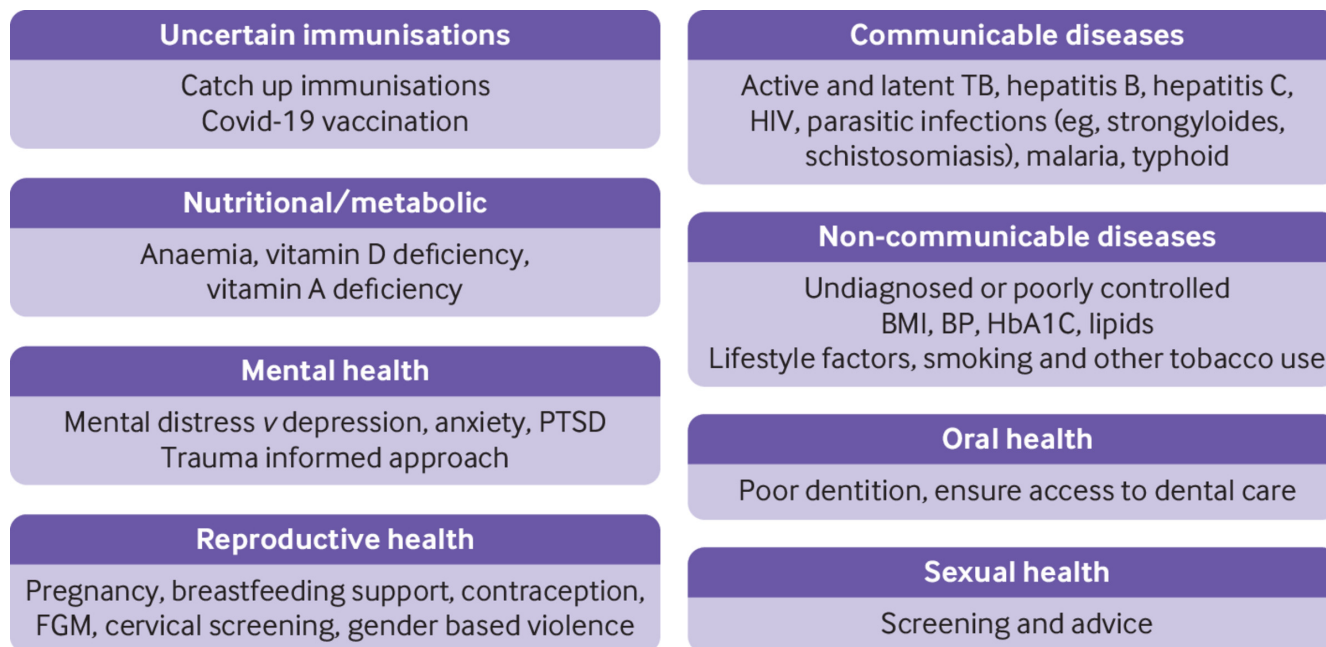 Uncertain immunisations
Catch up immunisations
Covid-19 vaccination
Nutritional/metabolic
Anaemia, vitamin D deficiency,
vitamin A deficiency
Mental health
Mental distress v depression, anxiety, PTSD
Trauma informed approach
Reproductive health
Pregnancy, breastfeeding support, contraception,
FGM, cervical screening, gender based violence
Communicable diseases
Active and latent TB, hepatitis B, hepatitis C,
HIV, parasitic infections (eg, strongyloides,
schistosomiasis), malaria, typhoid
Non-communicable diseases
Undiagnosed or poorly controlled
BMI, BP, HbA1C, lipids
Lifestyle factors, smoking and other tobacco use
Oral health
Poor dentition, ensure access to dental care
Sexual health
Screening and advice